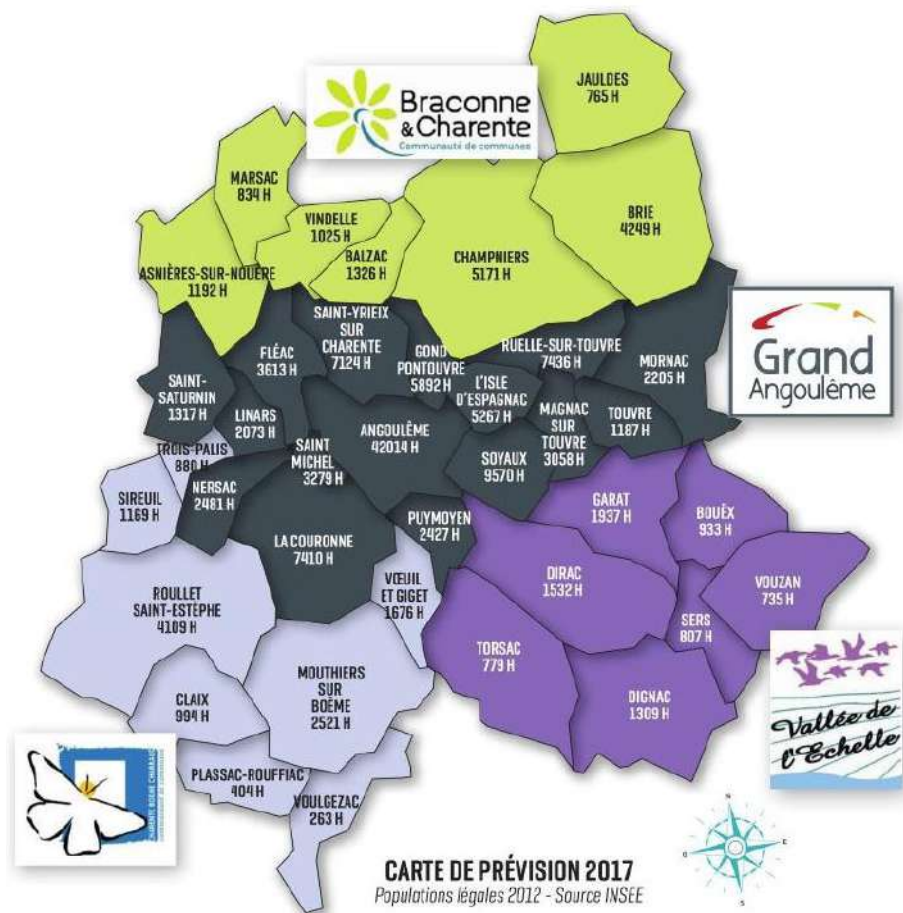 JAULDES
765 H
Braconne
& Charente
Communauté de communes
MARSAC
834 H
BRIE
4249 H
VINDELLE
1025 H
BALZAC
1326 H
CHAMPNIERS
5171 H
ASNIÈRES-SUR-NOUÈRE
1192 H
SAINT-YRIEIX
SUR
CHARENTE
7124 H
FLÉAC
3613 H
GOND
PONTOUVRE
5892 H
RUELLE-SUR-TOUVRE
7436 H
MORNAC
2205 H
Grand
Angoulême
SAINT-
SATURNIN
1317 H
L'ISLE
D'ESPAGNAC
5267 H
LINARS
2073 H
MAGNAC
SUR
TOUVRE
3058 H
TOUVRE
1187 H
ANGOULÊME
42014 H
SAINT
MICHEL
3279 H
TROIS-PALIS
880 H
SOYAUX
9570 H
NERSAC
2481 H
SIREUIL
1169 H
GARAT
1937 H
BOUËX
933 H
PUYMOYEN
2427 H
LA COURONNE
7410 H
VŒUIL
ET GIGET
1676 H
DIRAC
1532 H
VOUZAN
735 H
ROULLET
SAINT-ESTÈPHE
4109 H
SERS
807 H
TORSAC
779 H
MOUTHIERS
SUR
BOËME
2521 H
CLAIX
994 H
DIGNAC
1309 H
Vallée de
l'Echelle
CHARENTE BOËME CHARRAUD
PLASSAC-ROUFFIAC
404 H
VOULGEZAC
263 H
N
O
E
S
CARTE DE PRÉVISION 2017
Populations légales 2012 - Source INSEE